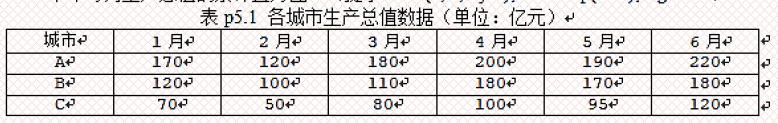 表 p5.1 各城市生产总值数据(单位:亿元)
城市 1月 2月 3月 4月 5月 6月
A 170 120 180 200 190 220
B 120 100 110 180 170 180
C 70 50 80 100 95 120